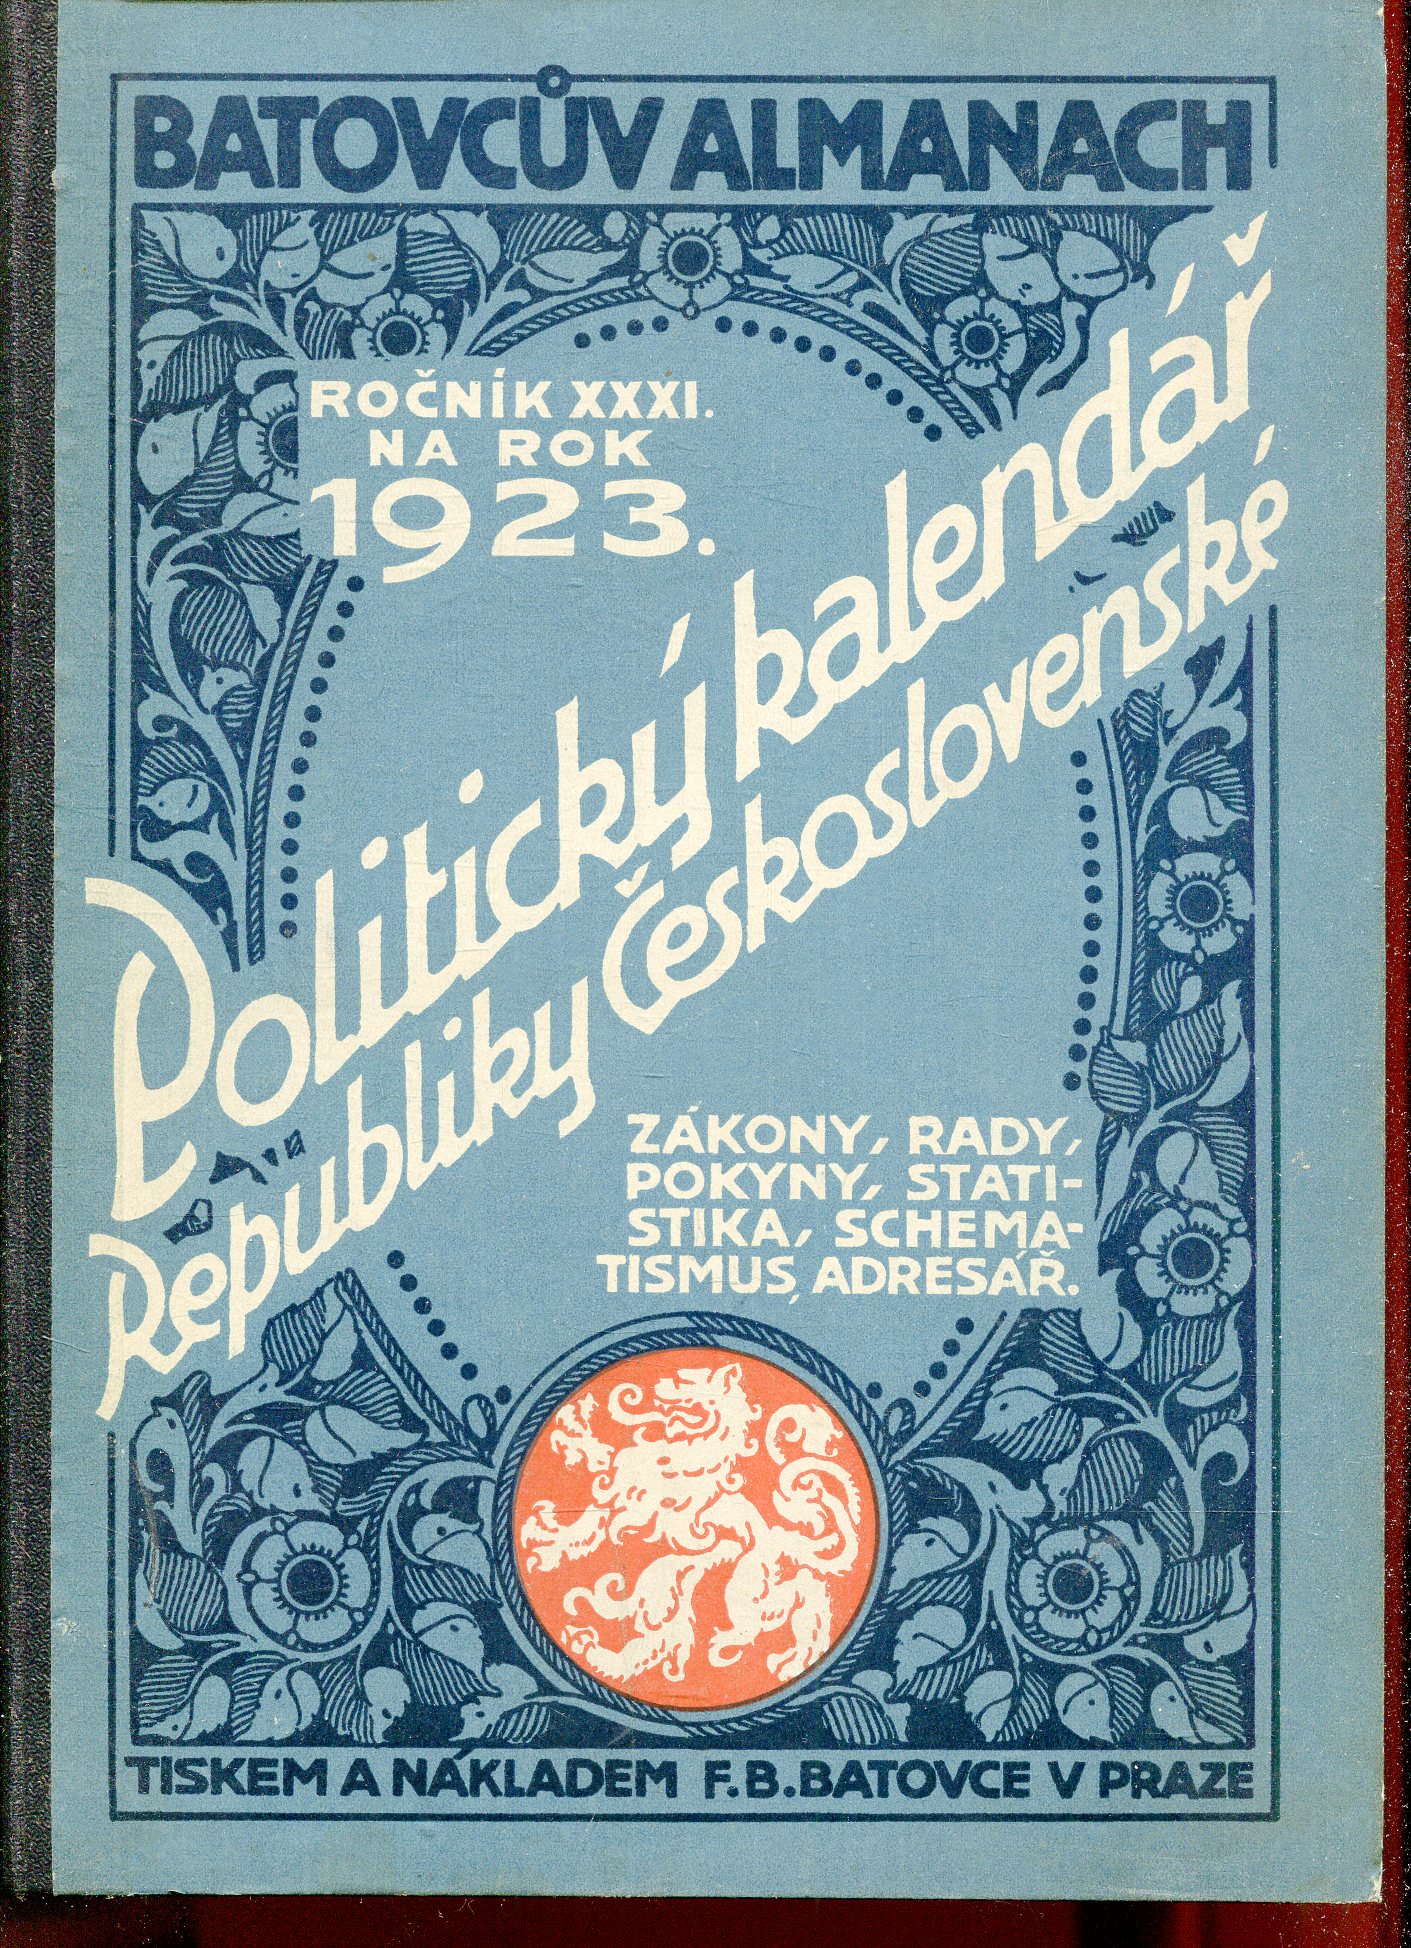 BATOVCŮV ALMANACH
ROČNÍK XXXI.
NA ROK
1923.
Politický kalendář
Republiky Československé
ZÁKONY, RADY,
POKYNY, STATI-
STIKA, SCHEMA-
TISMUS, ADRESÁŘ.
TISKEM A NÁKLADEM F.B.BATOVCE V PRAZE